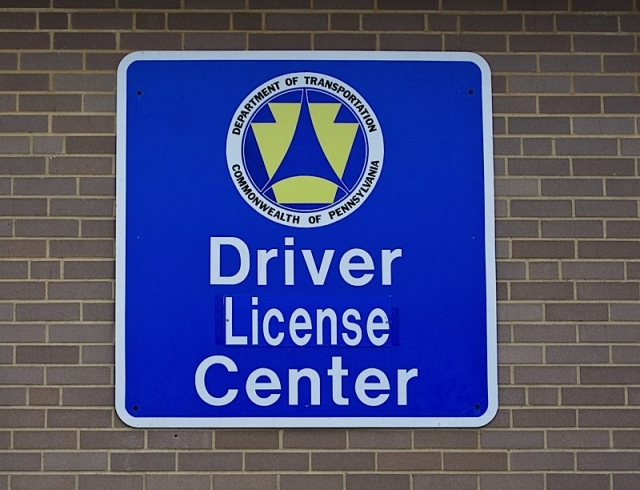 DEPARTMENT OF TRANSPORTATION
COMMONWEALTH OF PENNSYLVANIA
Driver
License
Center